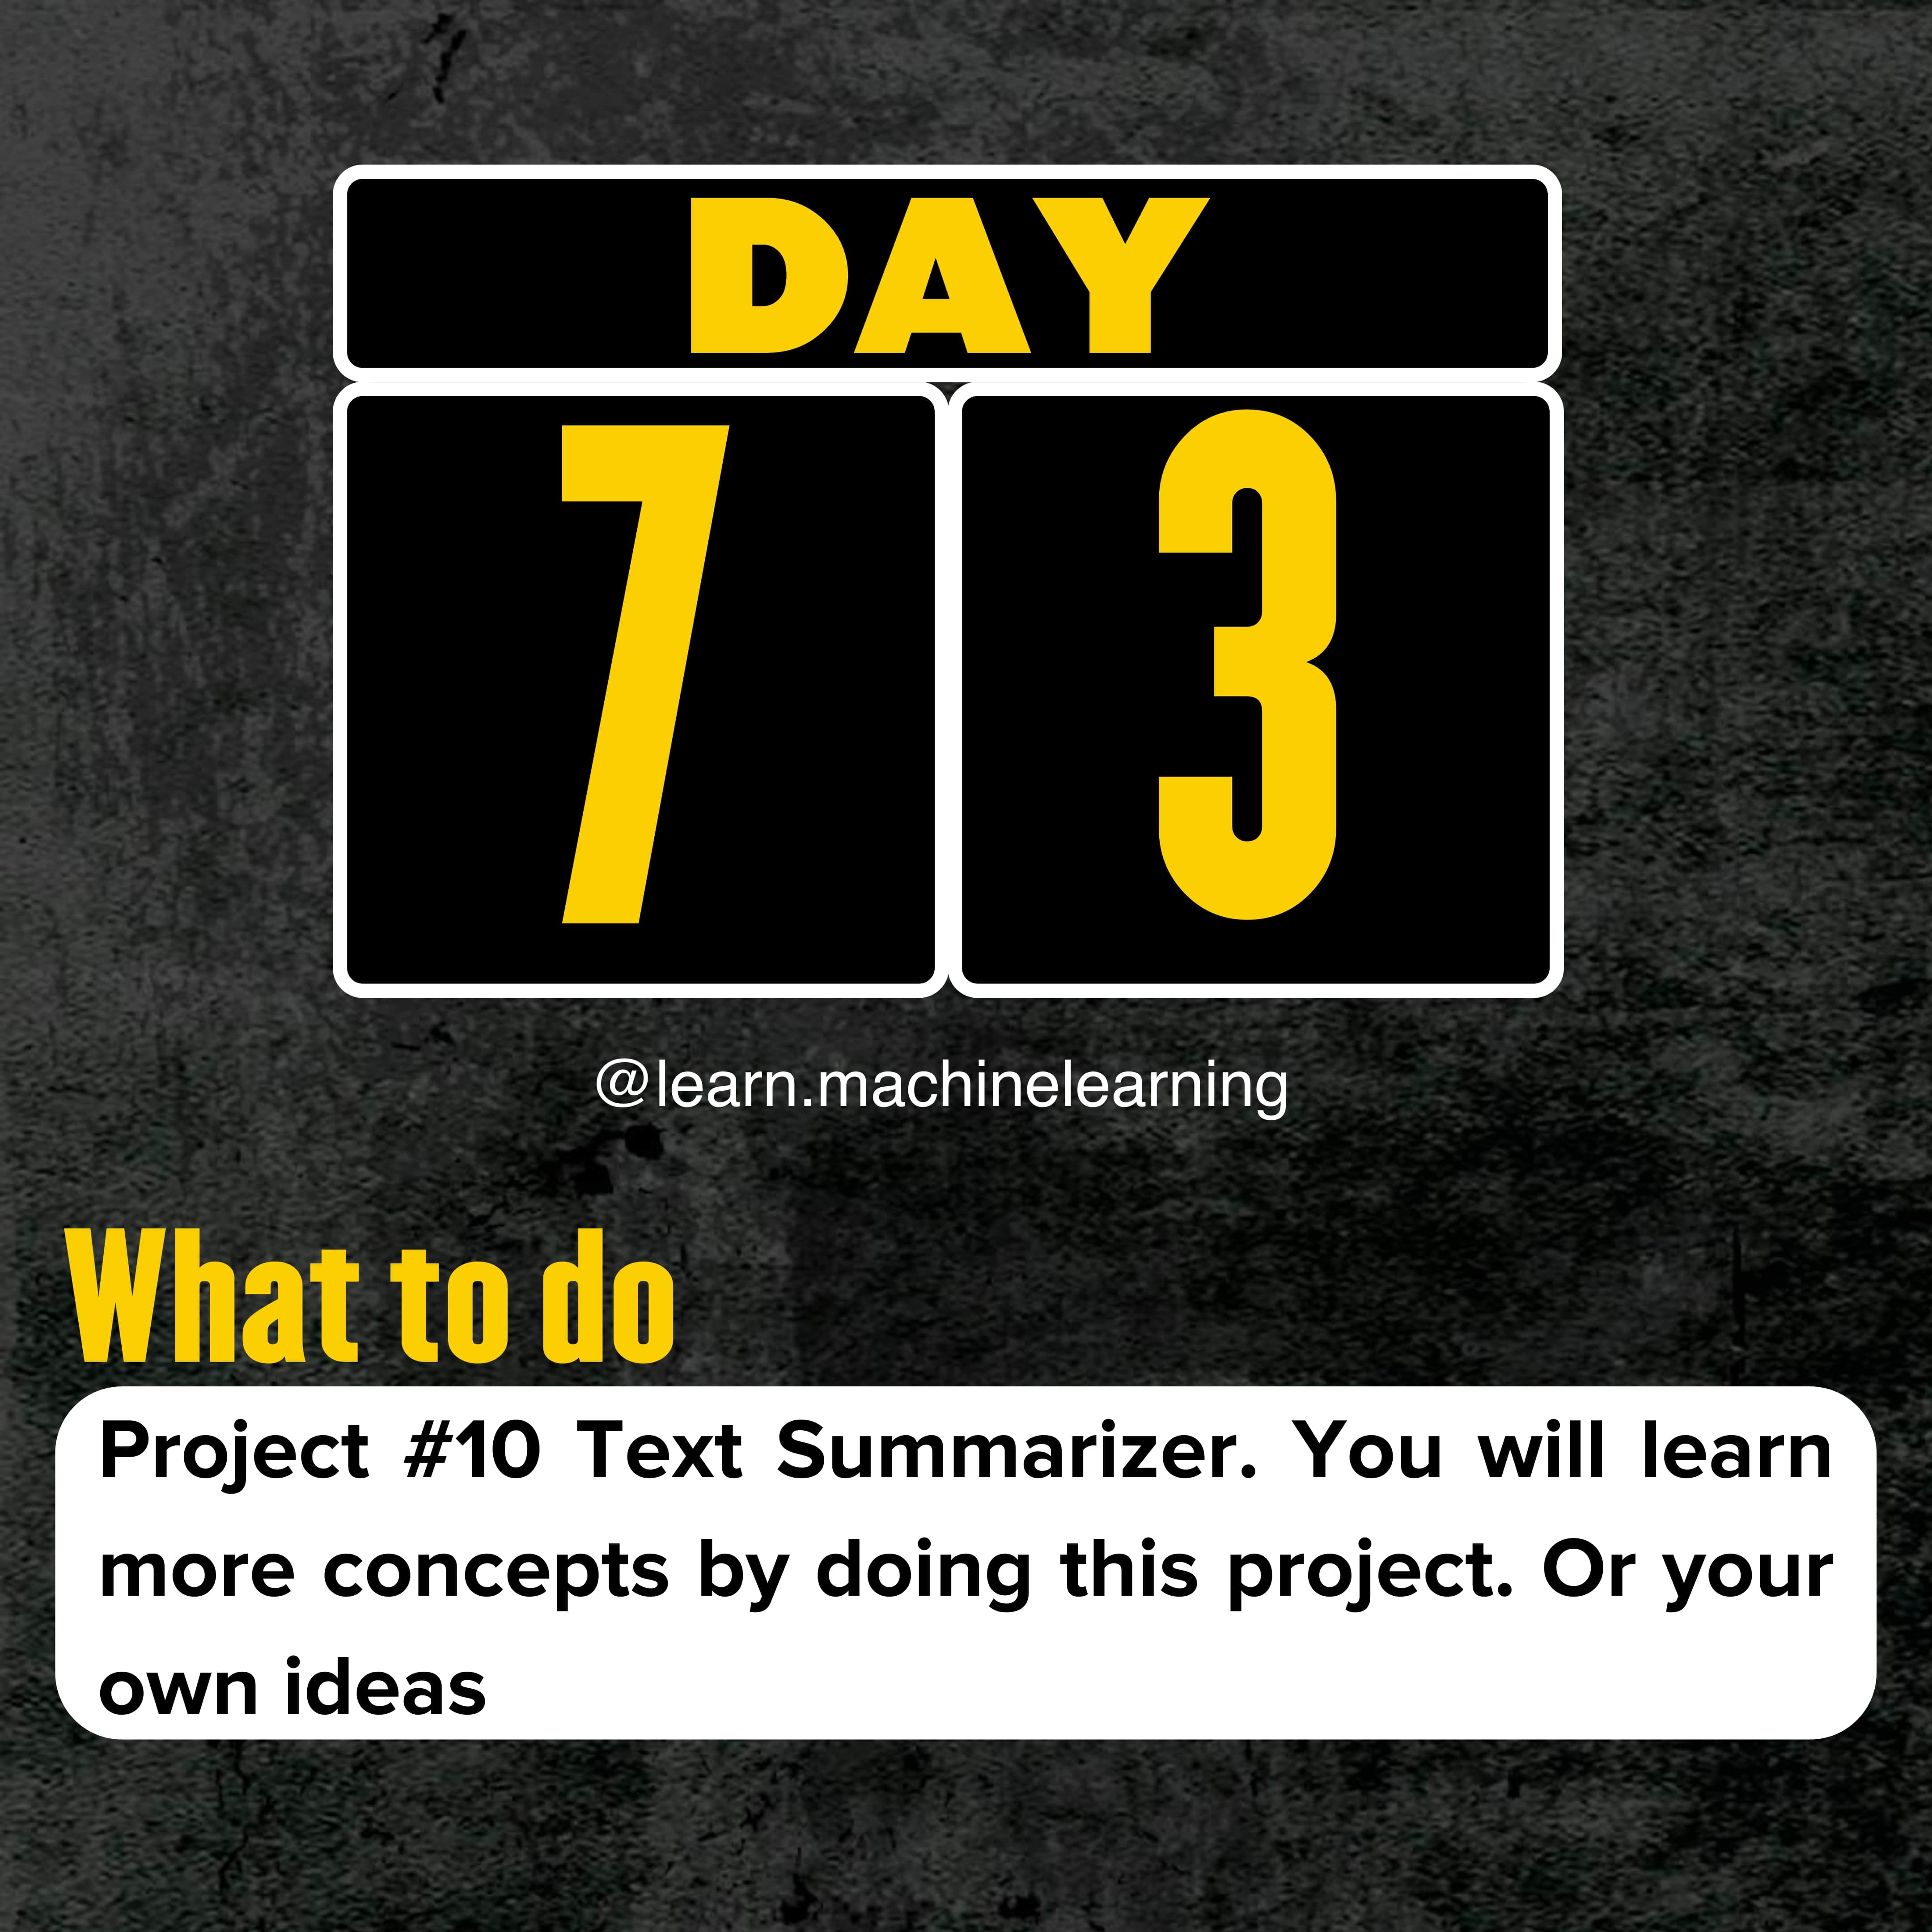 DAY
7 3
@learn.machinelearning
What to do
Project #10 Text Summarizer. You will learn
more concepts by doing this project. Or your
own ideas